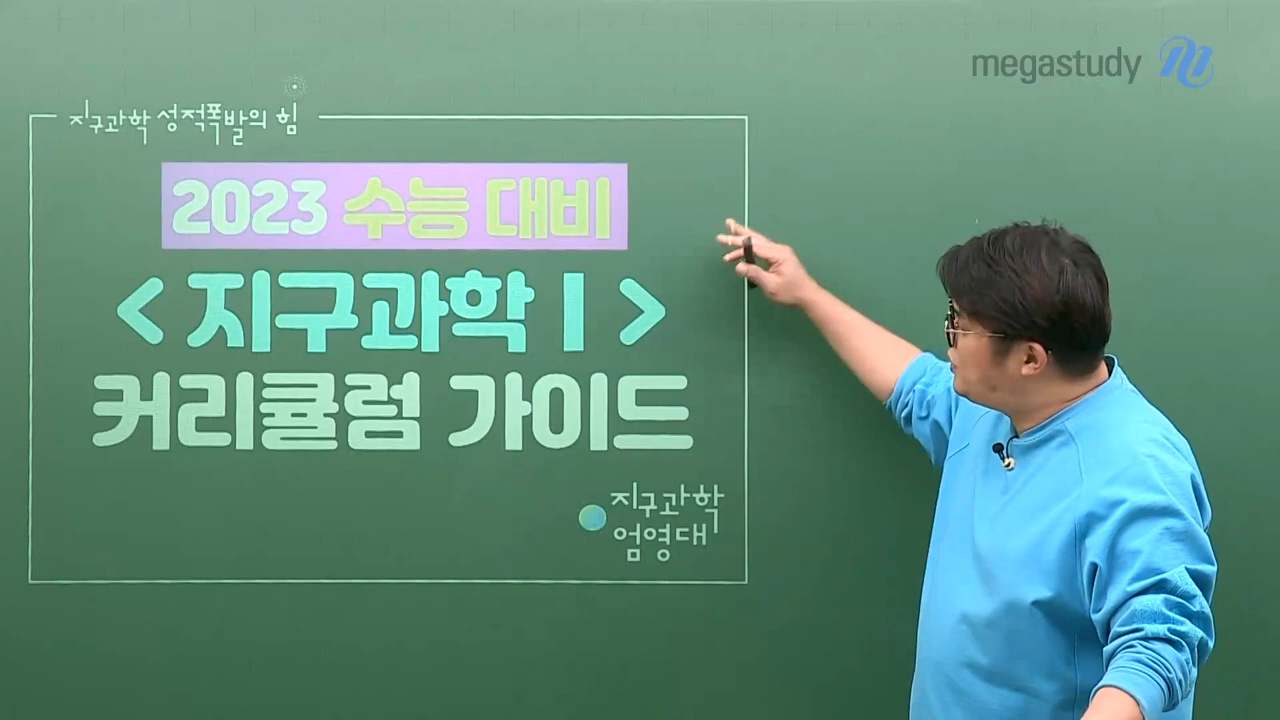 megastudy
지구과학 성적폭발의 힘
2023 수능 대비
< 지구과학 I >
커리큘럼 가이드
지구과학
엄영대